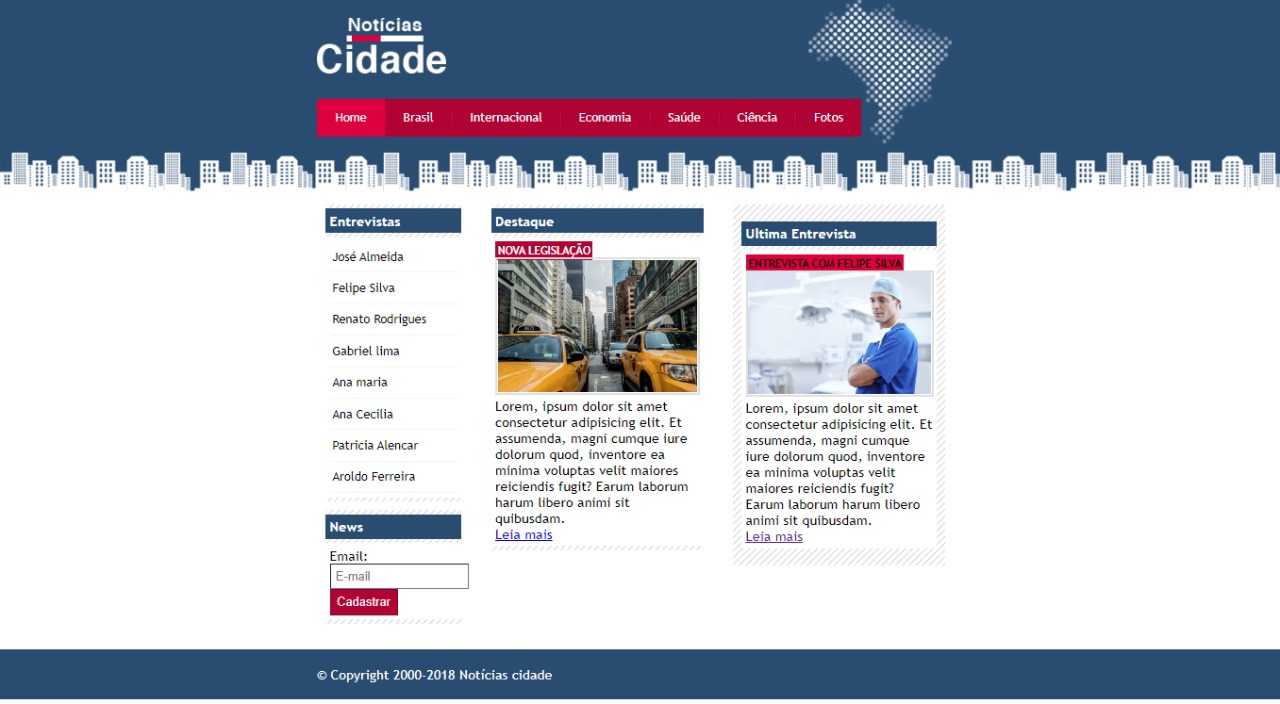 Notícias
Cidade
Home Brasil Internacional Economia Saúde Ciência Fotos
Entrevistas
José Almeida
Felipe Silva
Renato Rodrigues
Gabriel lima
Ana maria
Ana Cecilia
Patricia Alencar
Aroldo Ferreira
News
Email:
E-mail
Cadastrar
Destaque
NOVA LEGISLAÇÃO
Lorem, ipsum dolor sit amet
consectetur adipisicing elit. Et
assumenda, magni cumque iure
dolorum quod, inventore ea
minima voluptas velit maiores
reiciendis fugit? Earum laborum
harum libero animi sit
quibusdam.
Leia mais
Ultima Entrevista
ENTREVISTA COM FELIPE SILVA
Lorem, ipsum dolor sit amet
consectetur adipisicing elit. Et
assumenda, magni cumque
iure dolorum quod, inventore
ea minima voluptas velit
maiores reiciendis fugit?
Earum laborum harum libero
animi sit quibusdam.
Leia mais
© Copyright 2000-2018 Notícias cidade